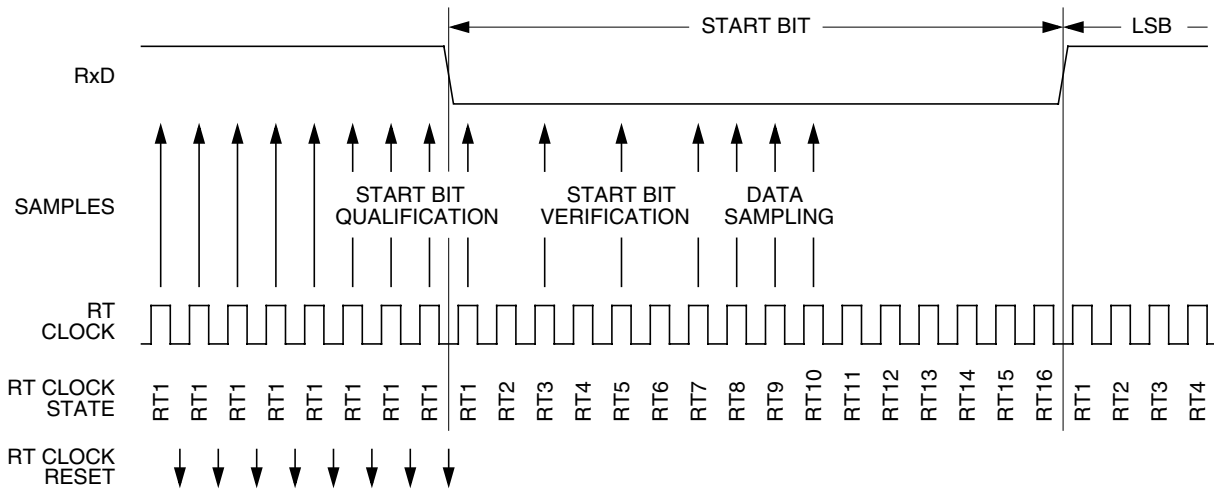 START BIT
LSB
RxD
SAMPLES
START BIT
QUALIFICATION
START BIT
VERIFICATION
DATA
SAMPLING
RT
CLOCK
RT CLOCK
STATE
RT1
RT1
RT1
RT1
RT1
RT1
RT1
RT1
RT1
RT2
RT3
RT4
RT5
RT6
RT7
RT8
RT9
RT10
RT11
RT12
RT13
RT14
RT15
RT16
RT1
RT2
RT3
RT4
RT CLOCK
RESET